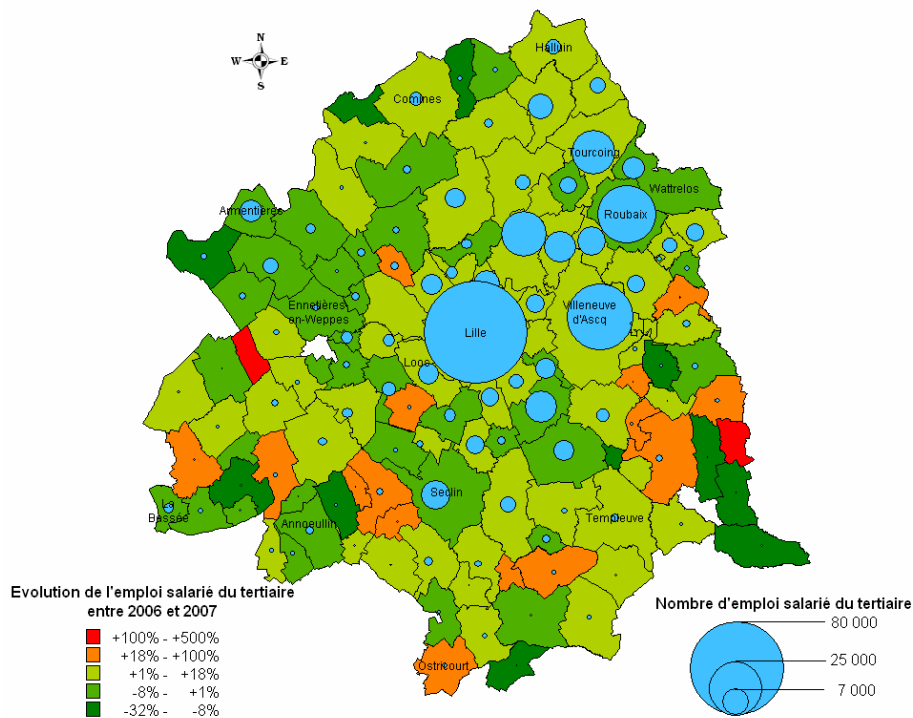 N
W E
S
Halluin
Comines
Tourcoing
Wattrelos
Roubaix
Armentières
Ennetières
en-Weppes
Villeneuve
d'Ascq
Lille
Loos
Seclin
La
Bassée
Annoeullin
Templeuve
Ostricourt
Evolution de l'emploi salarié du tertiaire
entre 2006 et 2007
+100% - +500%
+18% - +100%
+1% - +18%
-8% - +1%
-32% - -8%
Nombre d'emploi salarié du tertiaire
80 000
25 000
7 000